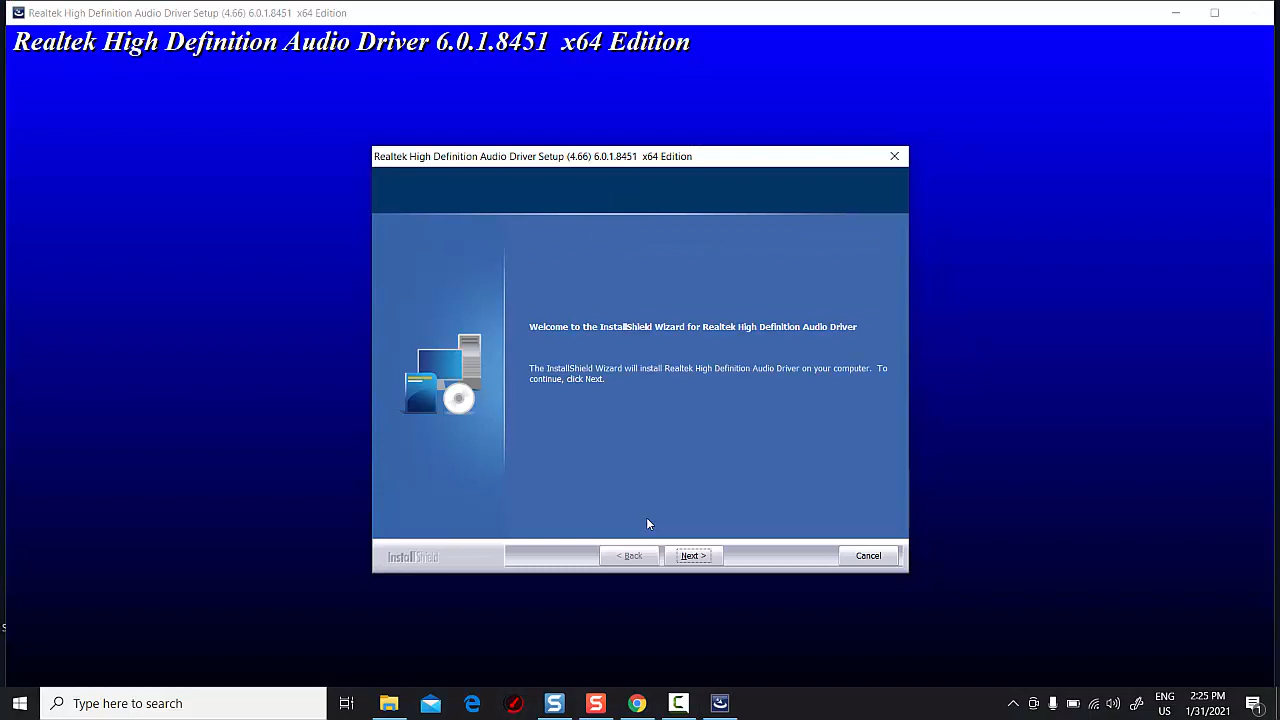 Realtek High Definition Audio Driver Setup (4.66) 6.0.1.8451  x64 Edition
Realtek High Definition Audio Driver 6.0.1.8451  x64 Edition
Realtek High Definition Audio Driver Setup (4.66) 6.0.1.8451  x64 Edition
Welcome to the InstallShield Wizard for Realtek High Definition Audio Driver
The InstallShield Wizard will install Realtek High Definition Audio Driver on your computer.  To
continue, click Next.
InstallShield
< Back
Next >
Cancel
Type here to search
ENG
US
2:25 PM
1/31/2021
1